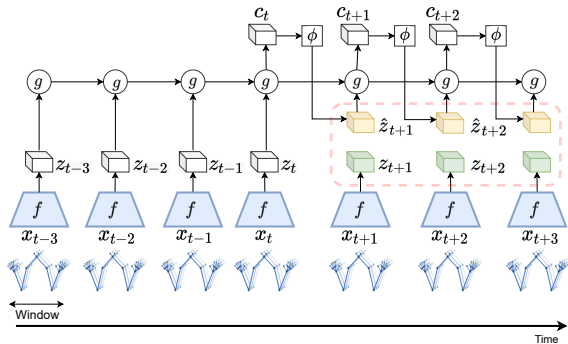 c_t c_{t+1} c_{t+2}
ϕ ϕ ϕ
g g g g g g g
ẑ_{t+1} ẑ_{t+2}
z_{t-3} z_{t-2} z_{t-1} z_t z_{t+1} z_{t+2}
f f f f f f f
x_{t-3} x_{t-2} x_{t-1} x_t x_{t+1} x_{t+2} x_{t+3}
Window
Time